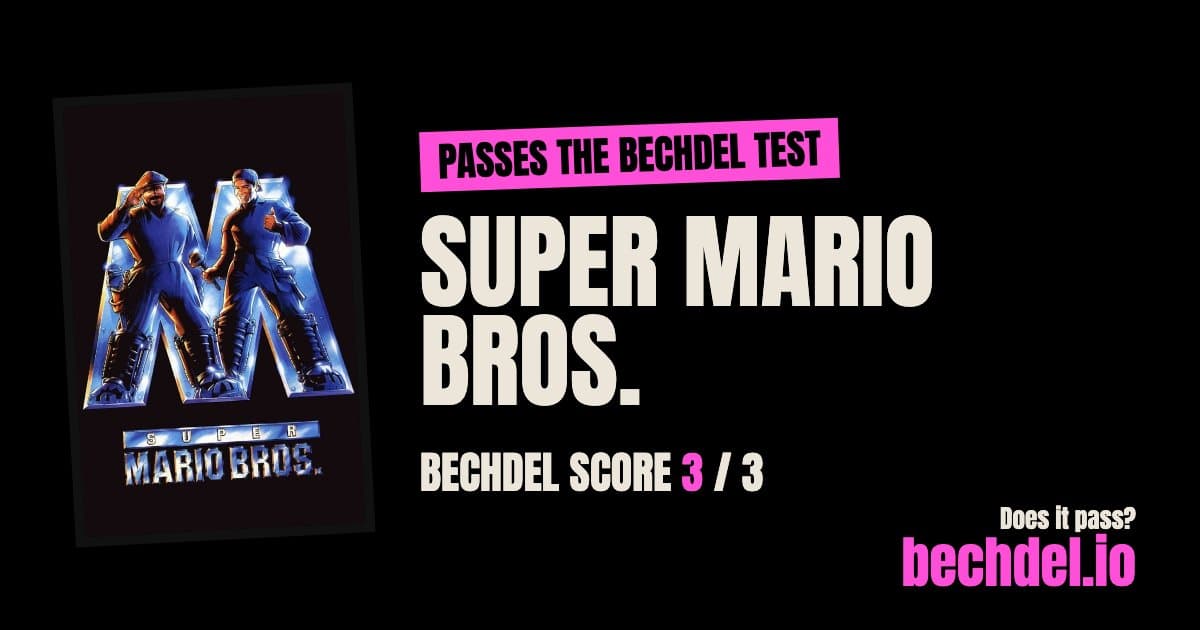 PASSES THE BECHDEL TEST
SUPER MARIO
BROS.
BECHDEL SCORE 3 / 3
SUPER
MARIO BROS.
Does it pass?
bechdel.io